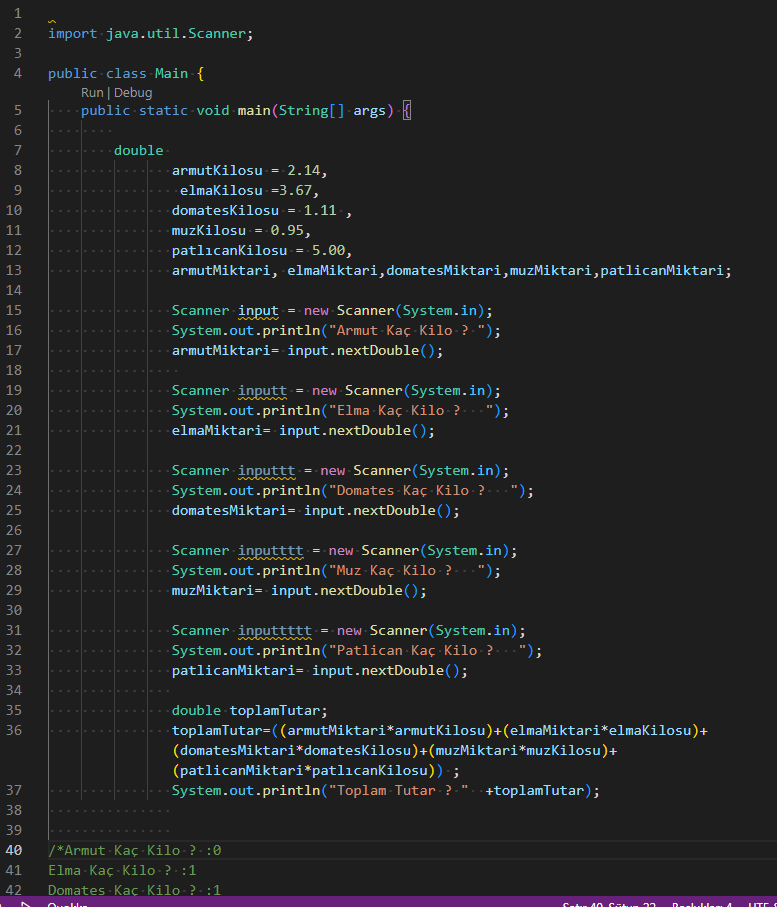 1
2 import java.util.Scanner;
3
4 public class Main {
Run | Debug
5 public static void main(String[] args) {
6
7 double
8 armutKilosu = 2.14,
9 elmaKilosu =3.67,
10 domatesKilosu = 1.11 ,
11 muzKilosu = 0.95,
12 patlıcanKilosu = 5.00,
13 armutMiktari, elmaMiktari,domatesMiktari,muzMiktari,patlicanMiktari;
14
15 Scanner input = new Scanner(System.in);
16 System.out.println("Armut Kaç Kilo ? ");
17 armutMiktari= input.nextDouble();
18
19 Scanner inputt = new Scanner(System.in);
20 System.out.println("Elma Kaç Kilo ?   ");
21 elmaMiktari= input.nextDouble();
22
23 Scanner inputtt = new Scanner(System.in);
24 System.out.println("Domates Kaç Kilo ?   ");
25 domatesMiktari= input.nextDouble();
26
27 Scanner inputttt = new Scanner(System.in);
28 System.out.println("Muz Kaç Kilo ?   ");
29 muzMiktari= input.nextDouble();
30
31 Scanner inputtttt = new Scanner(System.in);
32 System.out.println("Patlican Kaç Kilo ?   ");
33 patlicanMiktari= input.nextDouble();
34
35 double toplamTutar;
36 toplamTutar=((armutMiktari*armutKilosu)+(elmaMiktari*elmaKilosu)+
(domatesMiktari*domatesKilosu)+(muzMiktari*muzKilosu)+
(patlicanMiktari*patlıcanKilosu)) ;
37 System.out.println("Toplam Tutar ? "  +toplamTutar);
38
39
40 /*Armut Kaç Kilo ? :0
41 Elma Kaç Kilo ? :1
42 Domates Kaç Kilo ? :1